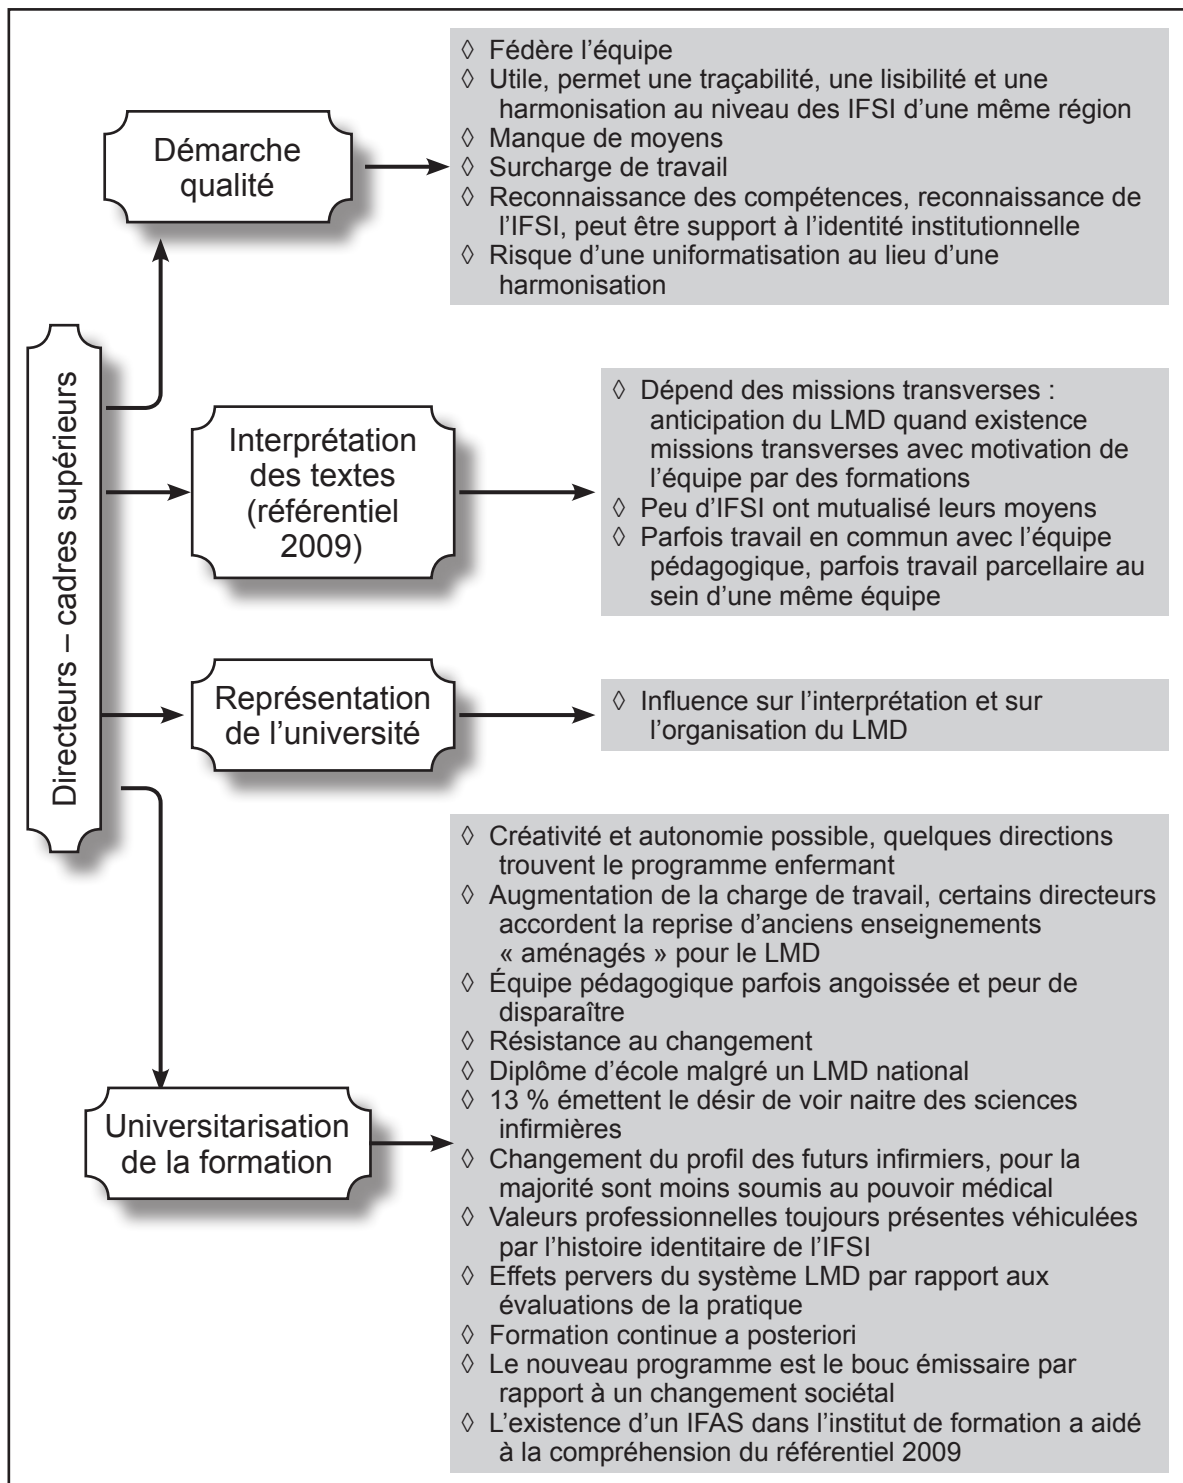 Directeurs – cadres supérieurs
Démarche
qualité
◊ Fédère l’équipe
◊ Utile, permet une traçabilité, une lisibilité et une
harmonisation au niveau des IFSI d’une même région
◊ Manque de moyens
◊ Surcharge de travail
◊ Reconnaissance des compétences, reconnaissance de
l’IFSI, peut être support à l’identité institutionnelle
◊ Risque d’une uniformatisation au lieu d’une
harmonisation
Interprétation
des textes
(référentiel
2009)
◊ Dépend des missions transverses :
anticipation du LMD quand existence
missions transverses avec motivation de
l’équipe par des formations
◊ Peu d’IFSI ont mutualisé leurs moyens
◊ Parfois travail en commun avec l’équipe
pédagogique, parfois travail parcellaire au
sein d’une même équipe
Représentation
de l’université
◊ Influence sur l’interprétation et sur
l’organisation du LMD
Universitarisation
de la formation
◊ Créativité et autonomie possible, quelques directions
trouvent le programme enfermant
◊ Augmentation de la charge de travail, certains directeurs
accordent la reprise d’anciens enseignements
« aménagés » pour le LMD
◊ Équipe pédagogique parfois angoissée et peur de
disparaître
◊ Résistance au changement
◊ Diplôme d’école malgré un LMD national
◊ 13 % émettent le désir de voir naitre des sciences
infirmières
◊ Changement du profil des futurs infirmiers, pour la
majorité sont moins soumis au pouvoir médical
◊ Valeurs professionnelles toujours présentes véhiculées
par l’histoire identitaire de l’IFSI
◊ Effets pervers du système LMD par rapport aux
évaluations de la pratique
◊ Formation continue a posteriori
◊ Le nouveau programme est le bouc émissaire par
rapport à un changement sociétal
◊ L’existence d’un IFAS dans l’institut de formation a aidé
à la compréhension du référentiel 2009